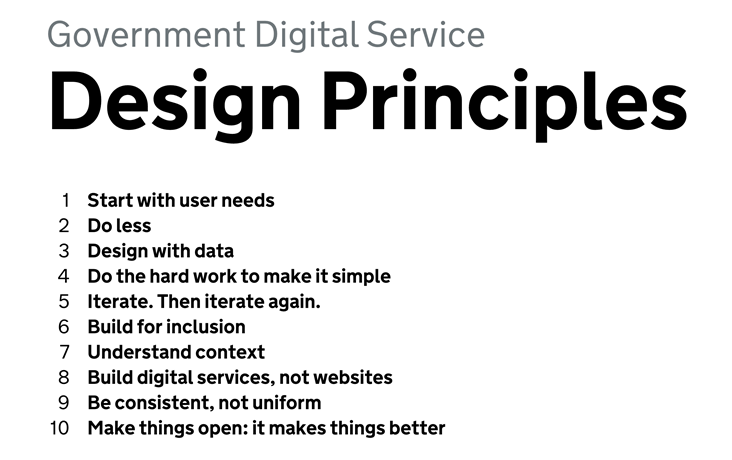 Government Digital Service
Design Principles
1 Start with user needs
2 Do less
3 Design with data
4 Do the hard work to make it simple
5 Iterate. Then iterate again.
6 Build for inclusion
7 Understand context
8 Build digital services, not websites
9 Be consistent, not uniform
10 Make things open: it makes things better